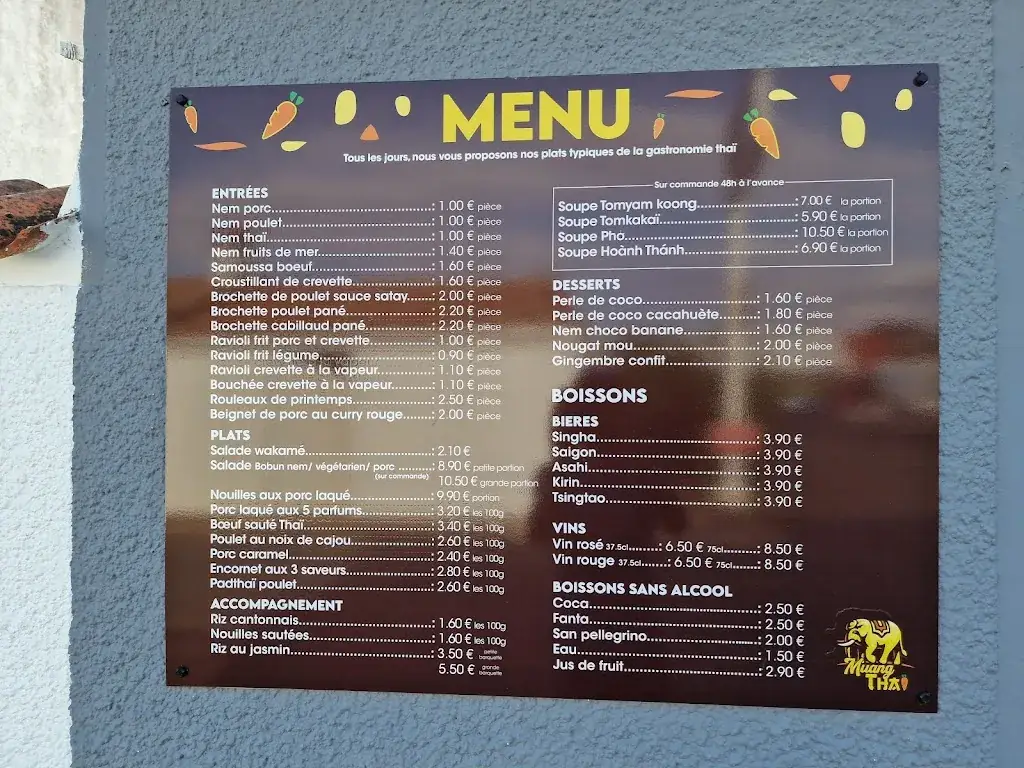 MENU
Tous les jours, nous vous proposons nos plats typiques de la gastronomie thaï
ENTRÉES
Nem porc......: 1.00 € pièce
Nem poulet......: 1.00 € pièce
Nem thaï......: 1.00 € pièce
Nem fruits de mer......: 1.40 € pièce
Samoussa boeuf......: 1.60 € pièce
Croustillant de crevette......: 1.60 € pièce
Brochette de poulet sauce satay......: 2.00 € pièce
Brochette poulet pané......: 2.20 € pièce
Brochette cabillaud pané......: 2.20 € pièce
Ravioli frit porc et crevette......: 1.00 € pièce
Ravioli frit légume......: 0.90 € pièce
Ravioli crevette à la vapeur......: 1.10 € pièce
Bouchée crevette à la vapeur......: 1.10 € pièce
Rouleaux de printemps......: 2.50 € pièce
Beignet de porc au curry rouge......: 2.00 € pièce
PLATS
Salade wakamé......: 2.10 €
Salade Bobun nem/ végétarien/ porc ......: 8.90 € petite portion
(sur commande) 10.50 € grande portion
Nouilles aux porc laqué......: 9.90 € portion
Porc laqué aux 5 parfums......: 3.20 € les 100g
Bœuf sauté Thaï......: 3.40 € les 100g
Poulet au noix de cajou......: 2.60 € les 100g
Porc caramel......: 2.40 € les 100g
Encornet aux 3 saveurs......: 2.80 € les 100g
Padthaï poulet......: 2.60 € les 100g
ACCOMPAGNEMENT
Riz cantonnais......: 1.60 € les 100g
Nouilles sautées......: 1.60 € les 100g
Riz au jasmin......: 3.50 € petite barquette
5.50 € grande barquette
Sur commande 48h à l'avance
Soupe Tomyam koong......: 7.00 € la portion
Soupe Tomkakaï......: 5.90 € la portion
Soupe Phơ......: 10.50 € la portion
Soupe Hoành Thánh......: 6.90 € la portion
DESSERTS
Perle de coco......: 1.60 € pièce
Perle de coco cacahuète......: 1.80 € pièce
Nem choco banane......: 1.60 € pièce
Nougat mou......: 2.00 € pièce
Gingembre confit......: 2.10 € pièce
BOISSONS
BIERES
Singha......: 3.90 €
Saigon......: 3.90 €
Asahi......: 3.90 €
Kirin......: 3.90 €
Tsingtao......: 3.90 €
VINS
Vin rosé 37.5cl......: 6.50 € 75cl......: 8.50 €
Vin rouge 37.5cl......: 6.50 € 75cl......: 8.50 €
BOISSONS SANS ALCOOL
Coca......: 2.50 €
Fanta......: 2.50 €
San pellegrino......: 2.00 €
Eau......: 1.50 €
Jus de fruit......: 2.90 €
Muang
THAI